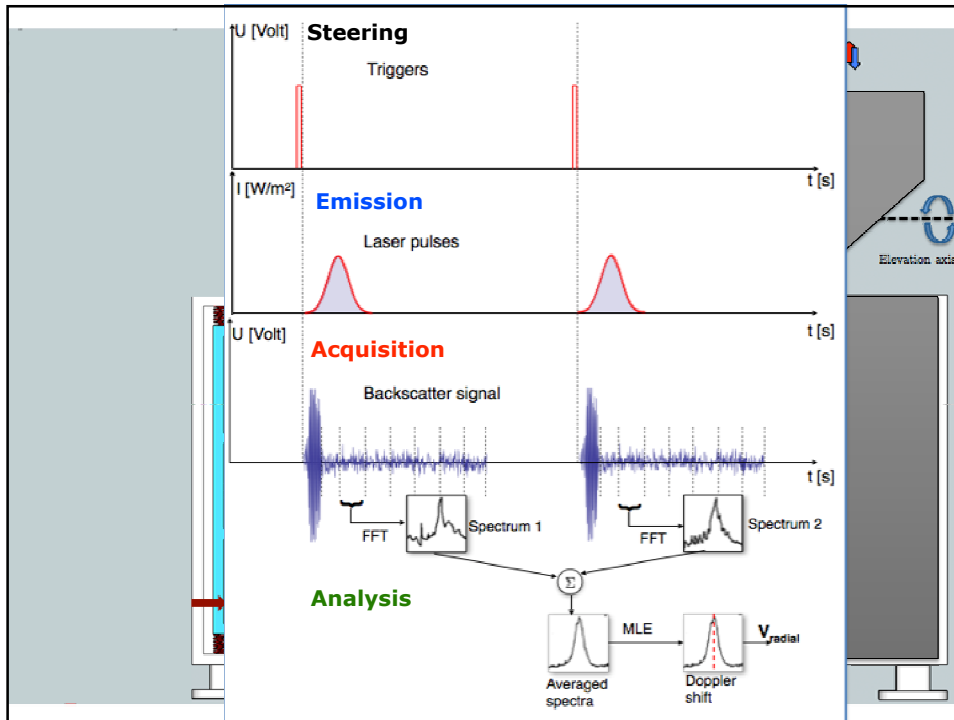 U [Volt]
Steering
Triggers
t [s]
I [W/m²]
Emission
Laser pulses
Elevation axis
t [s]
U [Volt]
Acquisition
Backscatter signal
t [s]
FFT
Spectrum 1
FFT
Spectrum 2
Σ
Analysis
MLE
Vradial
Averaged
spectra
Doppler
shift